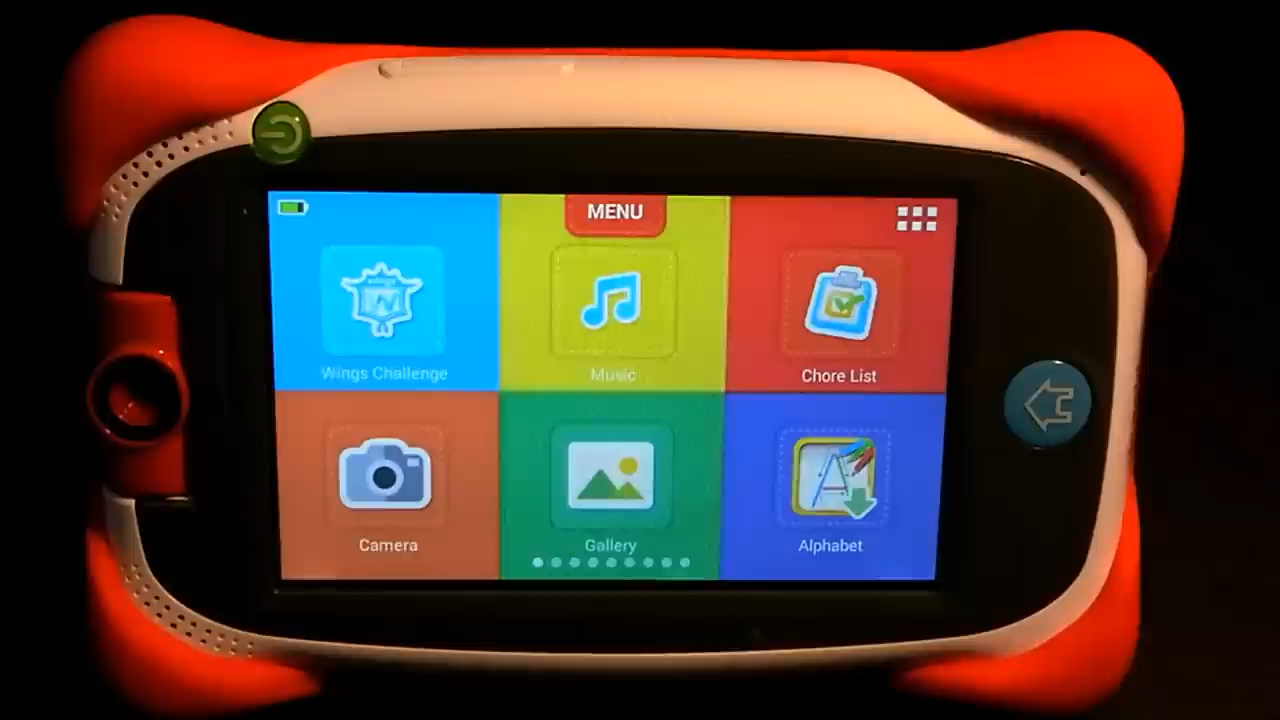 MENU
Wings Challenge
Music
Chore List
Camera
Gallery
Alphabet